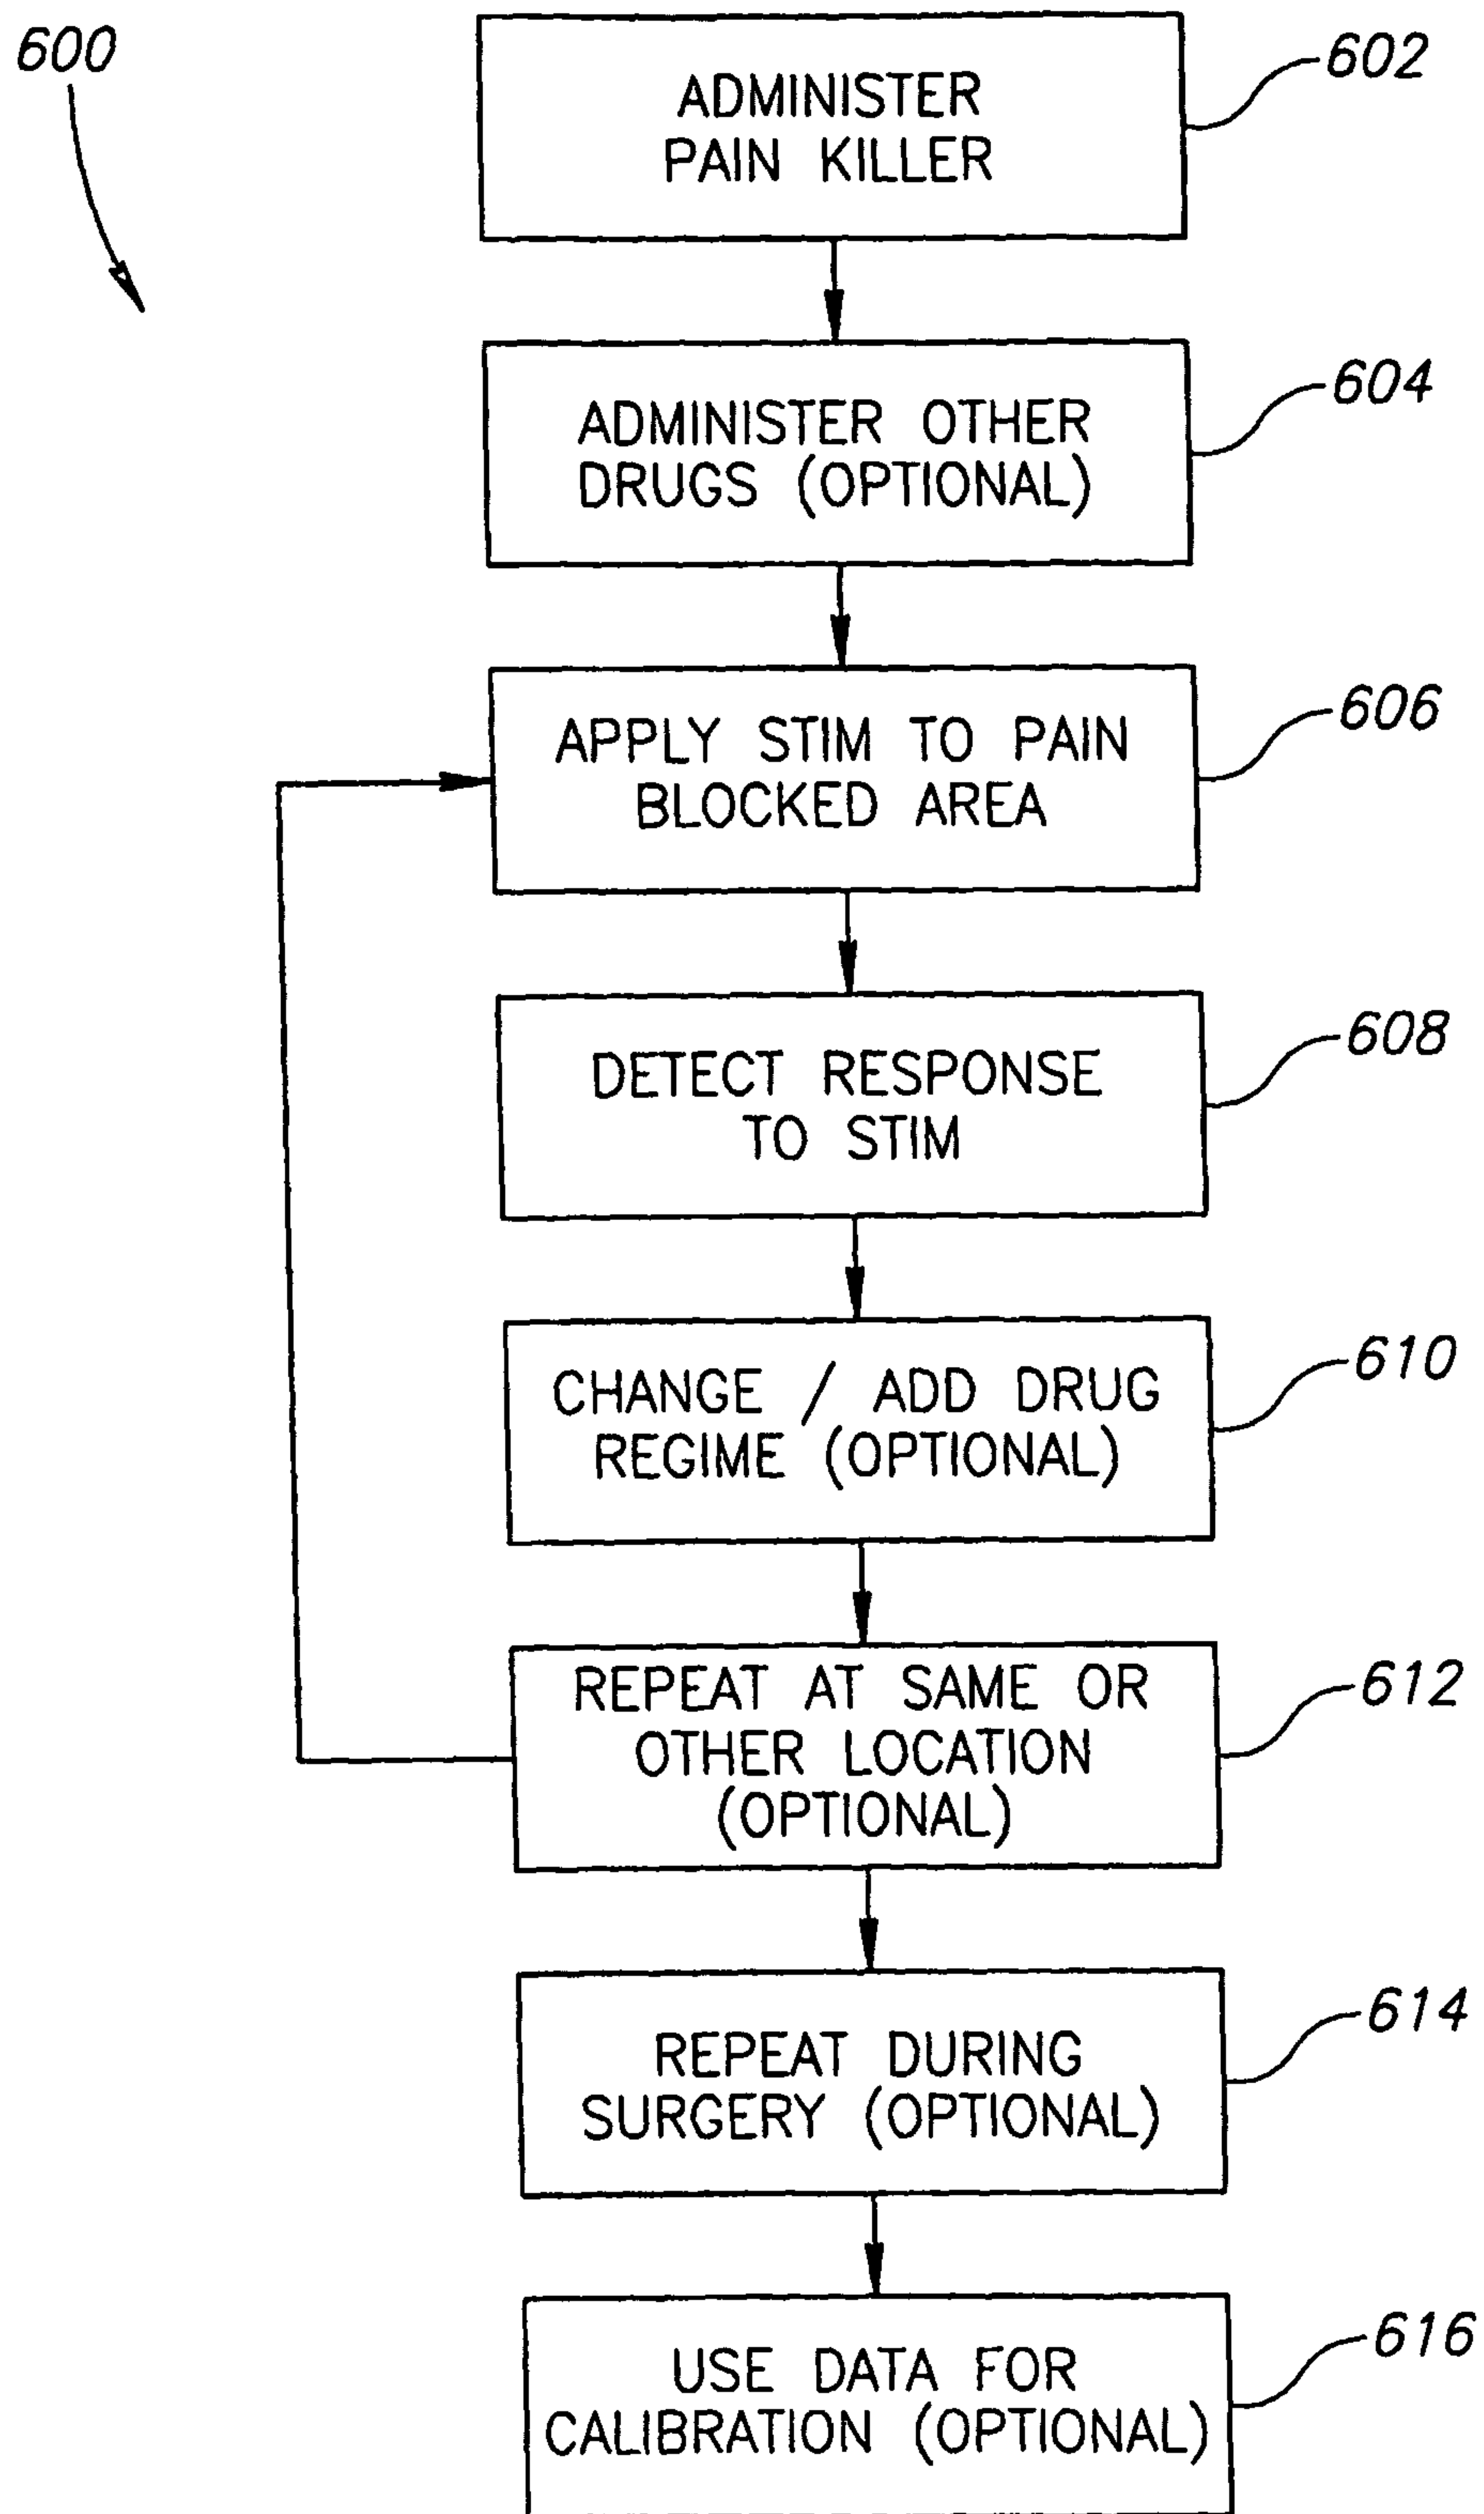 600
ADMINISTER
PAIN KILLER
602
ADMINISTER OTHER
DRUGS (OPTIONAL)
604
APPLY STIM TO PAIN
BLOCKED AREA
606
DETECT RESPONSE
TO STIM
608
CHANGE / ADD DRUG
REGIME (OPTIONAL)
610
REPEAT AT SAME OR
OTHER LOCATION
(OPTIONAL)
612
REPEAT DURING
SURGERY (OPTIONAL)
614
USE DATA FOR
CALIBRATION (OPTIONAL)
616